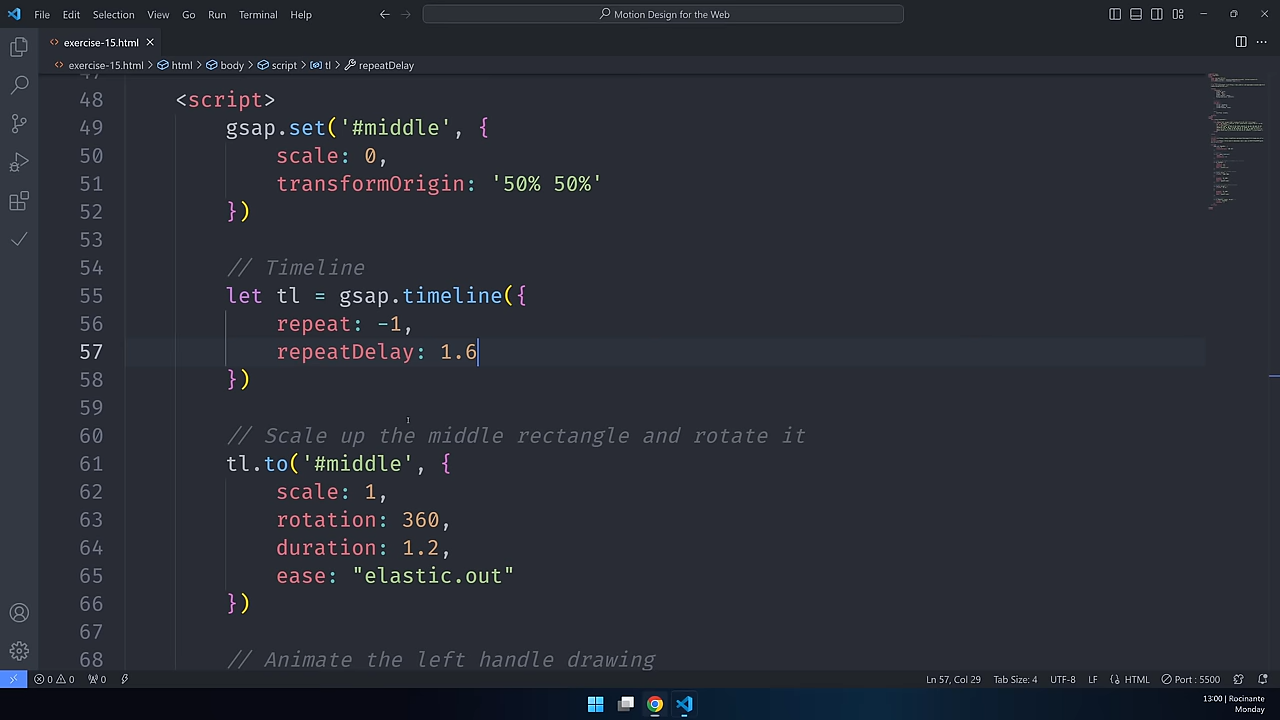 File Edit Selection View Go Run Terminal Help Motion Design for the Web
exercise-15.html
exercise-15.html > html > body > script > tl > repeatDelay
48 <script>
49 gsap.set('#middle', {
50 scale: 0,
51 transformOrigin: '50% 50%'
52 })
53
54 // Timeline
55 let tl = gsap.timeline({
56 repeat: -1,
57 repeatDelay: 1.6
58 })
59
60 // Scale up the middle rectangle and rotate it
61 tl.to('#middle', {
62 scale: 1,
63 rotation: 360,
64 duration: 1.2,
65 ease: "elastic.out"
66 })
67
68 // Animate the left handle drawing
0 0 0 Ln 57, Col 29 Tab Size: 4 UTF-8 LF HTML Port : 5500
13:00 | Rocinante
Monday